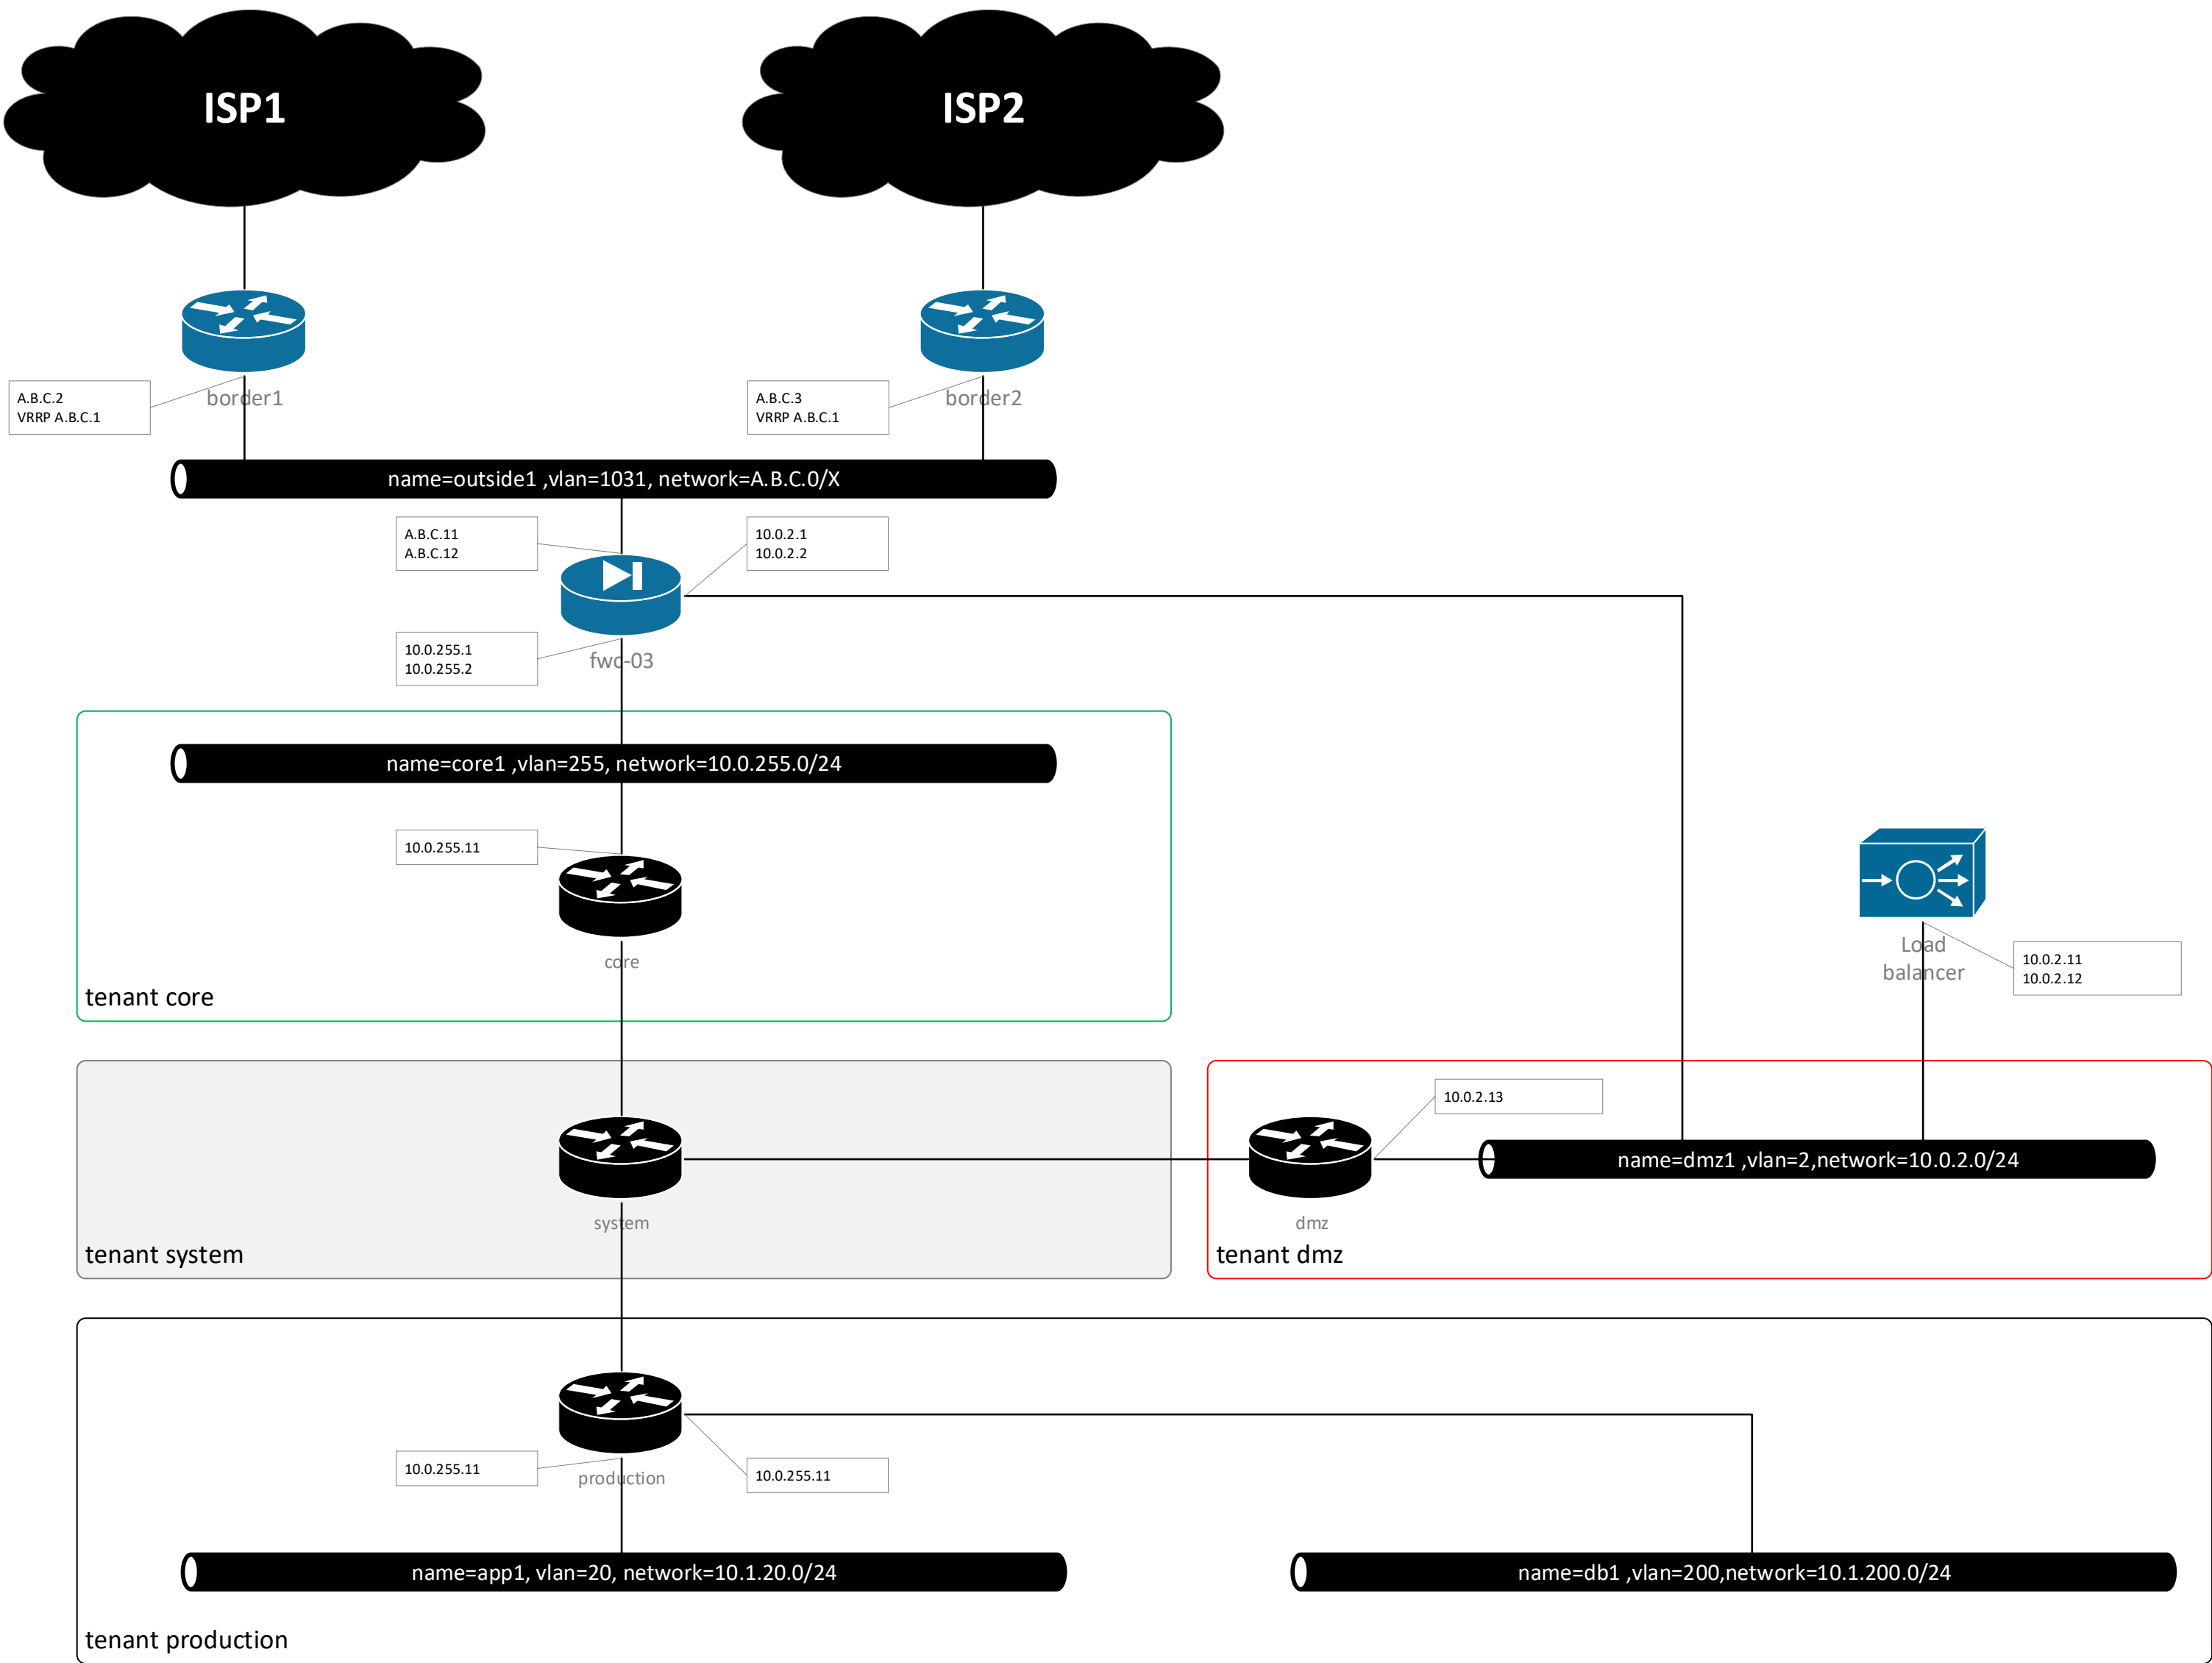 ISP1
ISP2
border1
A.B.C.2
VRRP A.B.C.1
border2
A.B.C.3
VRRP A.B.C.1
name=outside1 ,vlan=1031, network=A.B.C.0/X
A.B.C.11
A.B.C.12
10.0.2.1
10.0.2.2
10.0.255.1
10.0.255.2
fwc-03
name=core1 ,vlan=255, network=10.0.255.0/24
10.0.255.11
core
tenant core
Load
balancer
10.0.2.11
10.0.2.12
10.0.2.13
name=dmz1 ,vlan=2,network=10.0.2.0/24
system
tenant system
dmz
tenant dmz
10.0.255.11
production
10.0.255.11
name=app1, vlan=20, network=10.1.20.0/24
name=db1 ,vlan=200,network=10.1.200.0/24
tenant production